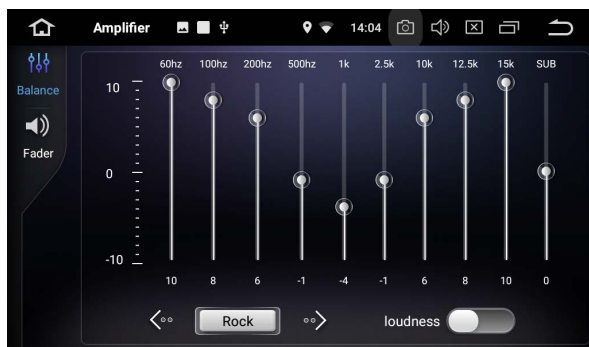 Amplifier 14:04
Balance
Fader
60hz 100hz 200hz 500hz 1k 2.5k 10k 12.5k 15k SUB
10
0
-10
10 8 6 -1 -4 -1 6 8 10 0
Rock loudness